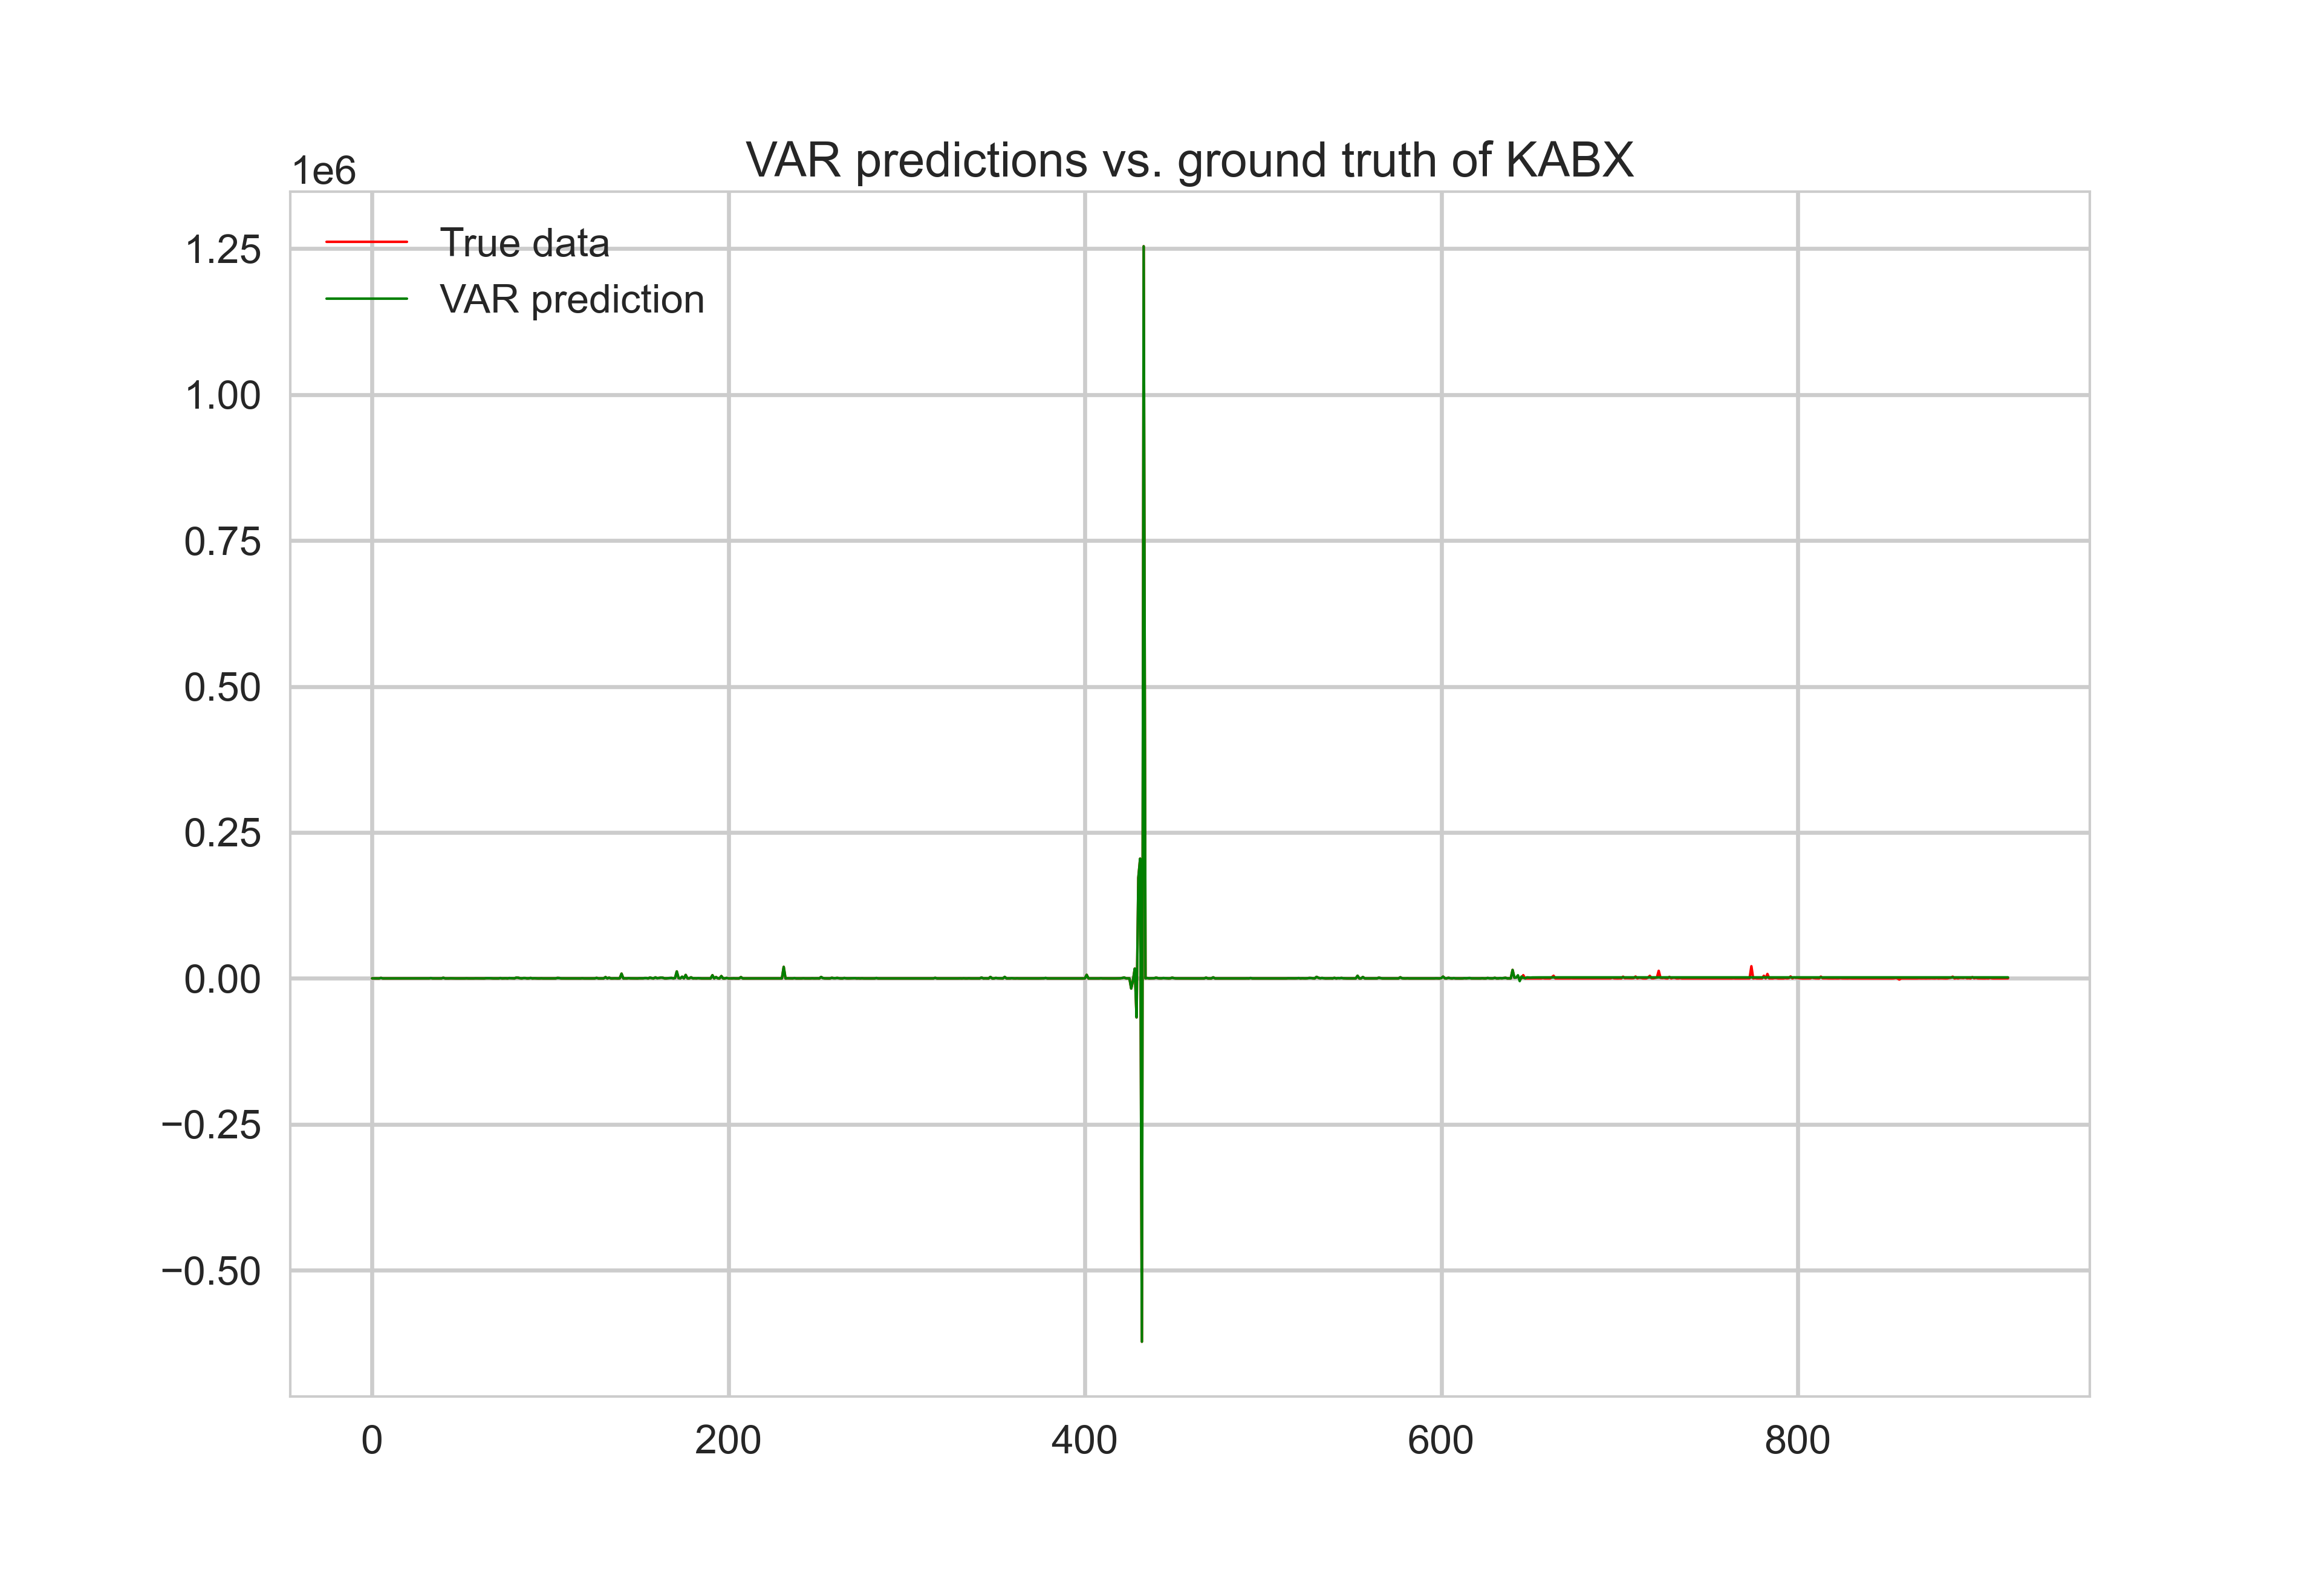 VAR predictions vs. ground truth of KABX
1e6
True data
VAR prediction
1.25
1.00
0.75
0.50
0.25
0.00
−0.25
−0.50
0 200 400 600 800